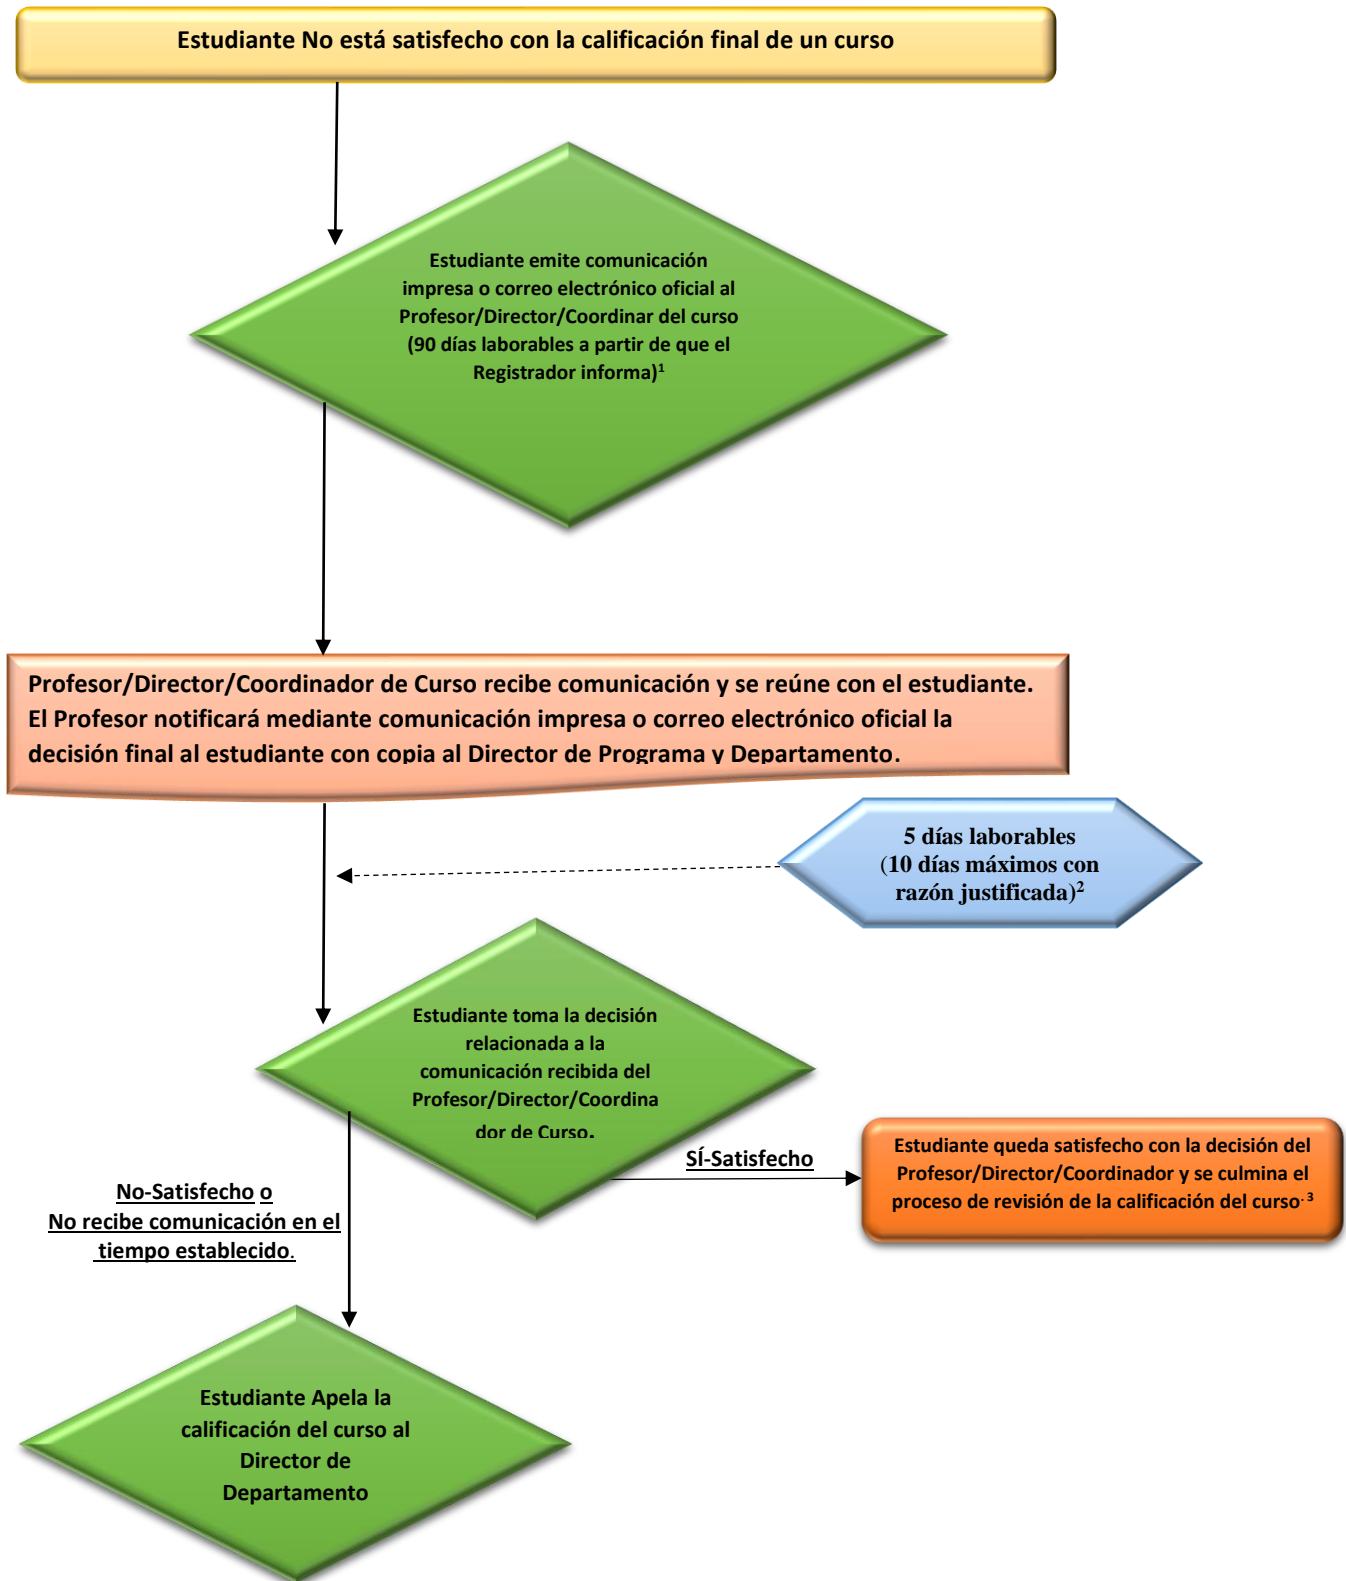 Estudiante No está satisfecho con la calificación final de un curso
Estudiante emite comunicación
impresa o correo electrónico oficial al
Profesor/Director/Coordinar del curso
(90 días laborables a partir de que el
Registrador informa)¹
Profesor/Director/Coordinador de Curso recibe comunicación y se reúne con el estudiante.
El Profesor notificará mediante comunicación impresa o correo electrónico oficial la
decisión final al estudiante con copia al Director de Programa y Departamento.
5 días laborables
(10 días máximos con
razón justificada)²
Estudiante toma la decisión
relacionada a la
comunicación recibida del
Profesor/Director/Coordina
dor de Curso.
SÍ-Satisfecho
Estudiante queda satisfecho con la decisión del
Profesor/Director/Coordinador y se culmina el
proceso de revisión de la calificación del curso. ³
No-Satisfecho o
No recibe comunicación en el
tiempo establecido.
Estudiante Apela la
calificación del curso al
Director de
Departamento